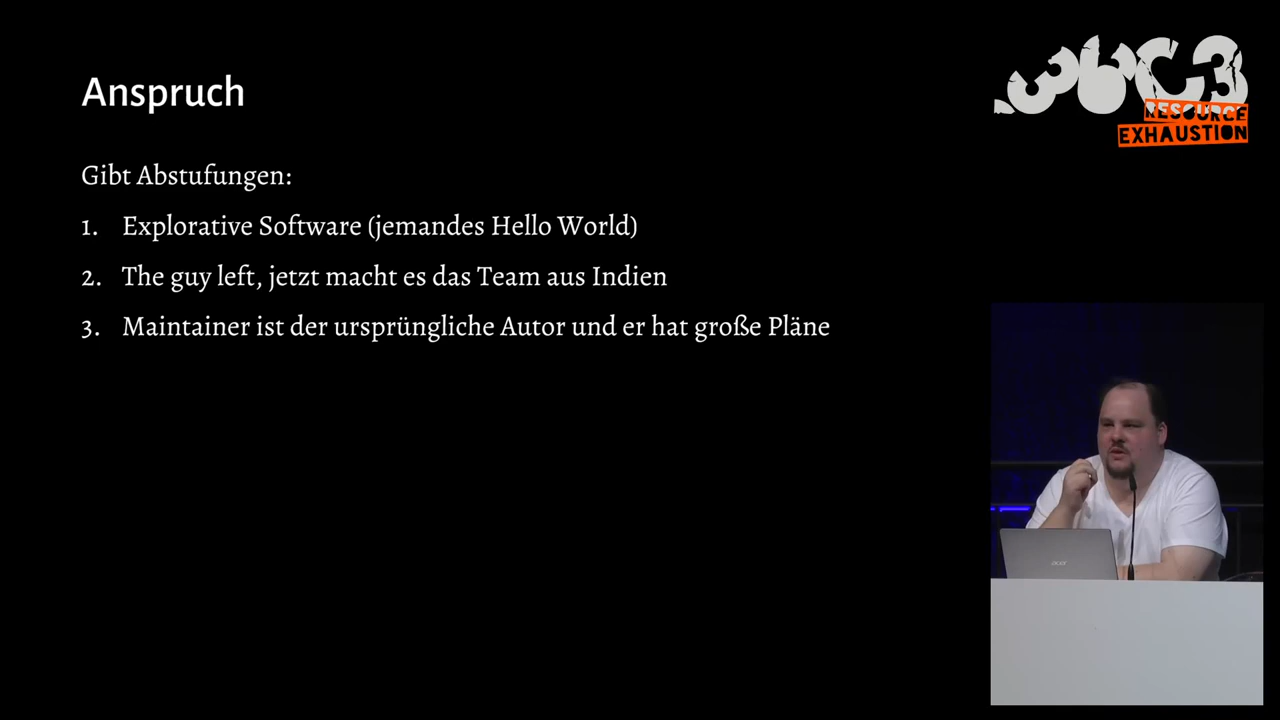 Anspruch
36C3
RESOURCE
EXHAUSTION
Gibt Abstufungen:
1. Explorative Software (jemandes Hello World)
2. The guy left, jetzt macht es das Team aus Indien
3. Maintainer ist der ursprüngliche Autor und er hat große Pläne
acer